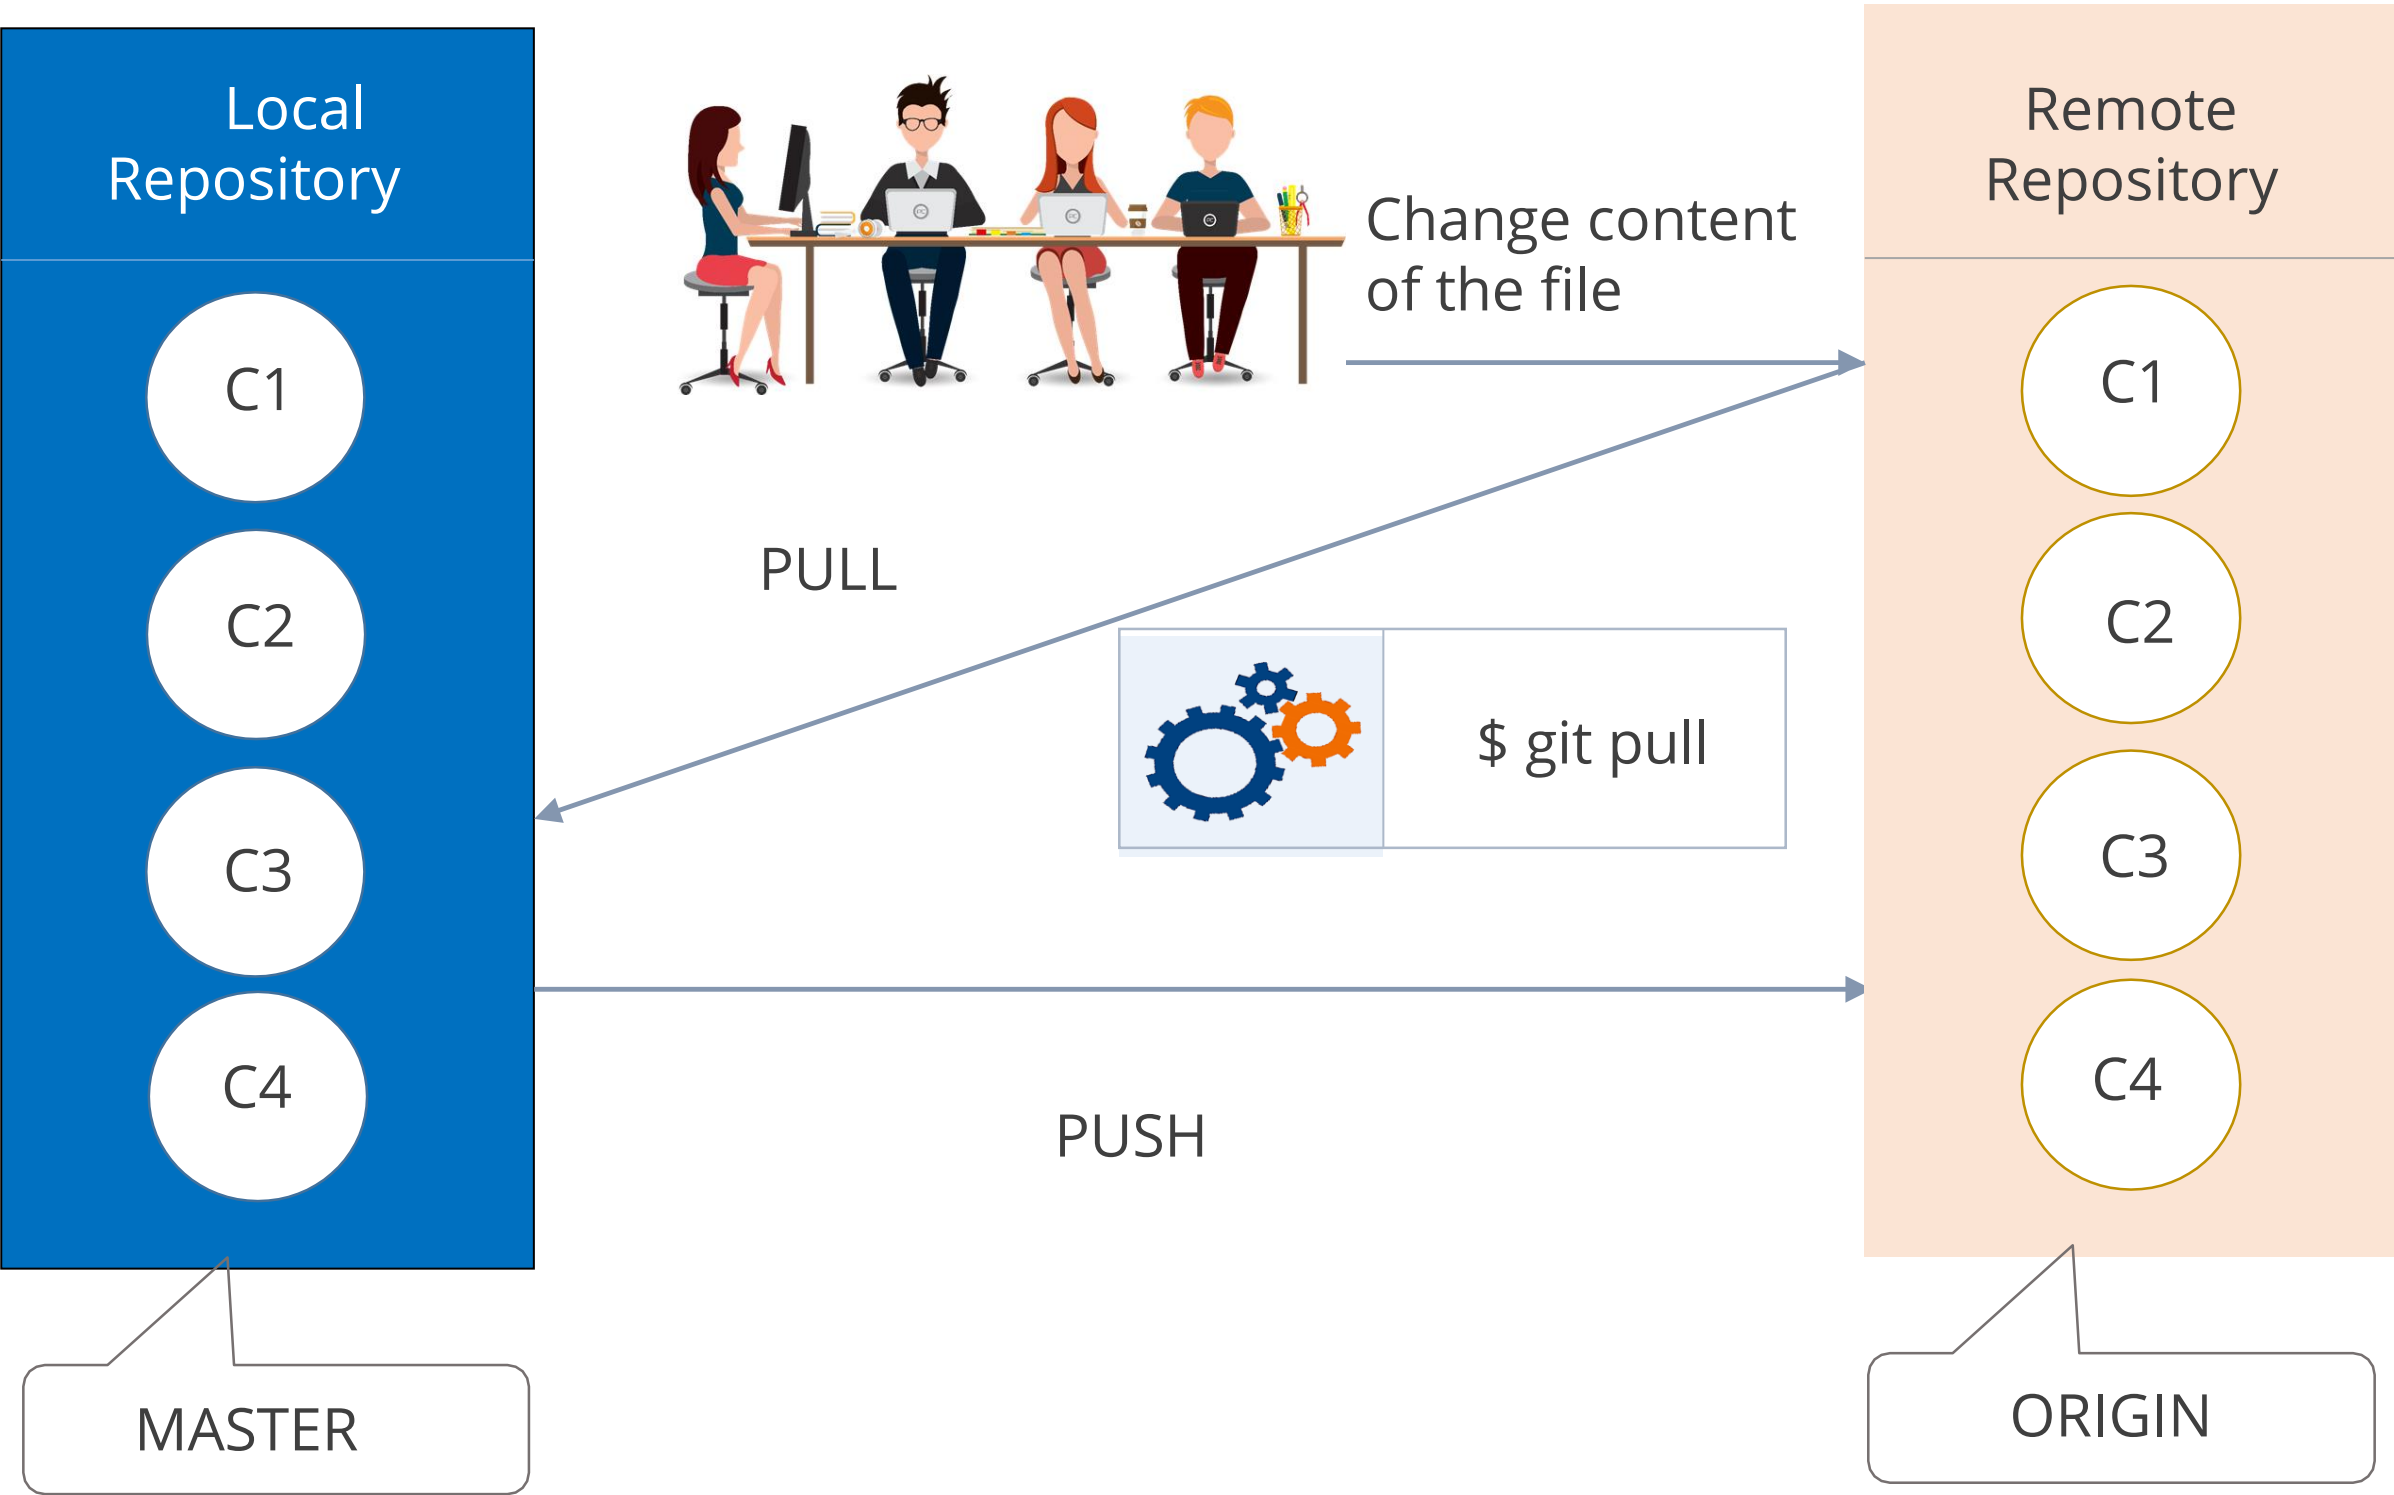 Local
Repository
C1
C2
C3
C4
MASTER
Change content
of the file
PULL
$ git pull
PUSH
Remote
Repository
C1
C2
C3
C4
ORIGIN